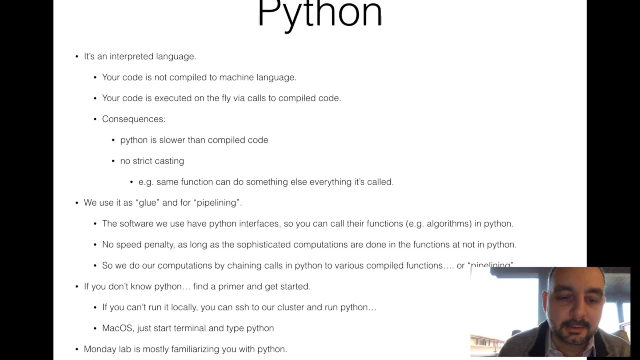 Python
• It's an interpreted language.
• Your code is not compiled to machine language.
• Your code is executed on the fly via calls to compiled code.
• Consequences:
• python is slower than compiled code
• no strict casting
• e.g. same function can do something else everything it's called.
• We use it as "glue" and for "pipelining".
• The software we use have python interfaces, so you can call their functions (e.g. algorithms) in python.
• No speed penalty, as long as the sophisticated computations are done in the functions at not in python.
• So we do our computations by chaining calls in python to various compiled functions.... or "pipelining"
• If you don't know python... find a primer and get started.
• If you can't run it locally, you can ssh to our cluster and run python...
• MacOS, just start terminal and type python
• Monday lab is mostly familiarizing you with python.